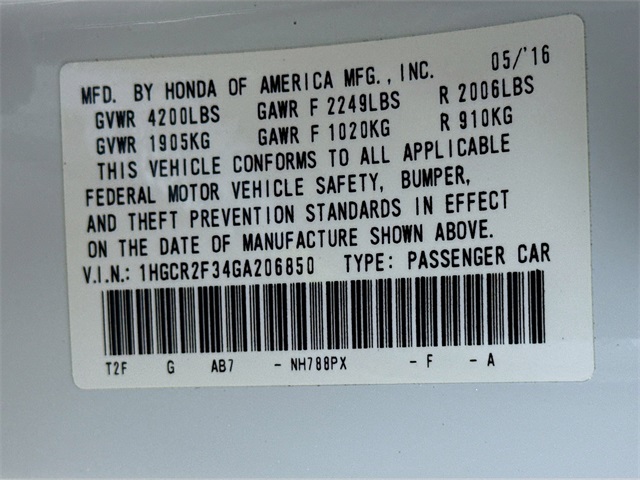 MFD. BY HONDA OF AMERICA MFG., INC. 05/'16
GVWR 4200LBS GAWR F 2249LBS R 2006LBS
GVWR 1905KG GAWR F 1020KG R 910KG
THIS VEHICLE CONFORMS TO ALL APPLICABLE
FEDERAL MOTOR VEHICLE SAFETY, BUMPER,
AND THEFT PREVENTION STANDARDS IN EFFECT
ON THE DATE OF MANUFACTURE SHOWN ABOVE.
V.I.N.: 1HGCR2F34GA206850 TYPE: PASSENGER CAR
T2F G AB7 - NH788PX - F - A